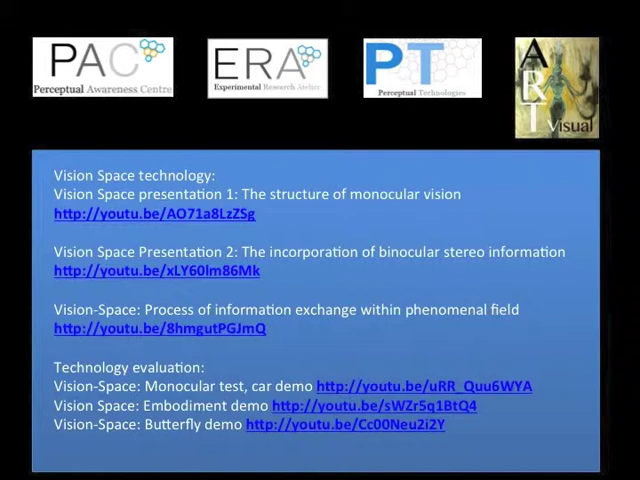 PAC
Perceptual Awareness Centre
ERA
Experimental Research Atelier
PT
Perceptual Technologies
ART visual
Vision Space technology:
Vision Space presentation 1: The structure of monocular vision
http://youtu.be/AO71a8LzZSg
Vision Space Presentation 2: The incorporation of binocular stereo information
http://youtu.be/xLY60lm86Mk
Vision-Space: Process of information exchange within phenomenal field
http://youtu.be/8hmgutPGJmQ
Technology evaluation:
Vision-Space: Monocular test, car demo http://youtu.be/uRR_Quu6WYA
Vision Space: Embodiment demo http://youtu.be/sWZr5q1BtQ4
Vision-Space: Butterfly demo http://youtu.be/Cc00Neu2i2Y